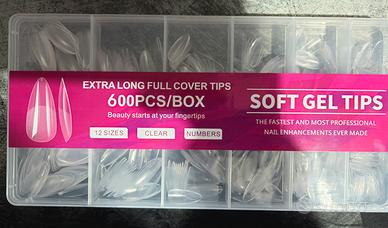 EXTRA LONG FULL COVER TIPS
600PCS/BOX
Beauty starts at your fingertips
12 SIZES
CLEAR
NUMBERS
SOFT GEL TIPS
THE FASTEST AND MOST PROFESSIONAL
NAIL ENHANCEMENTS EVER MADE